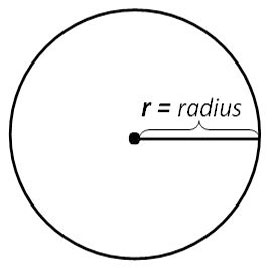 r = radius